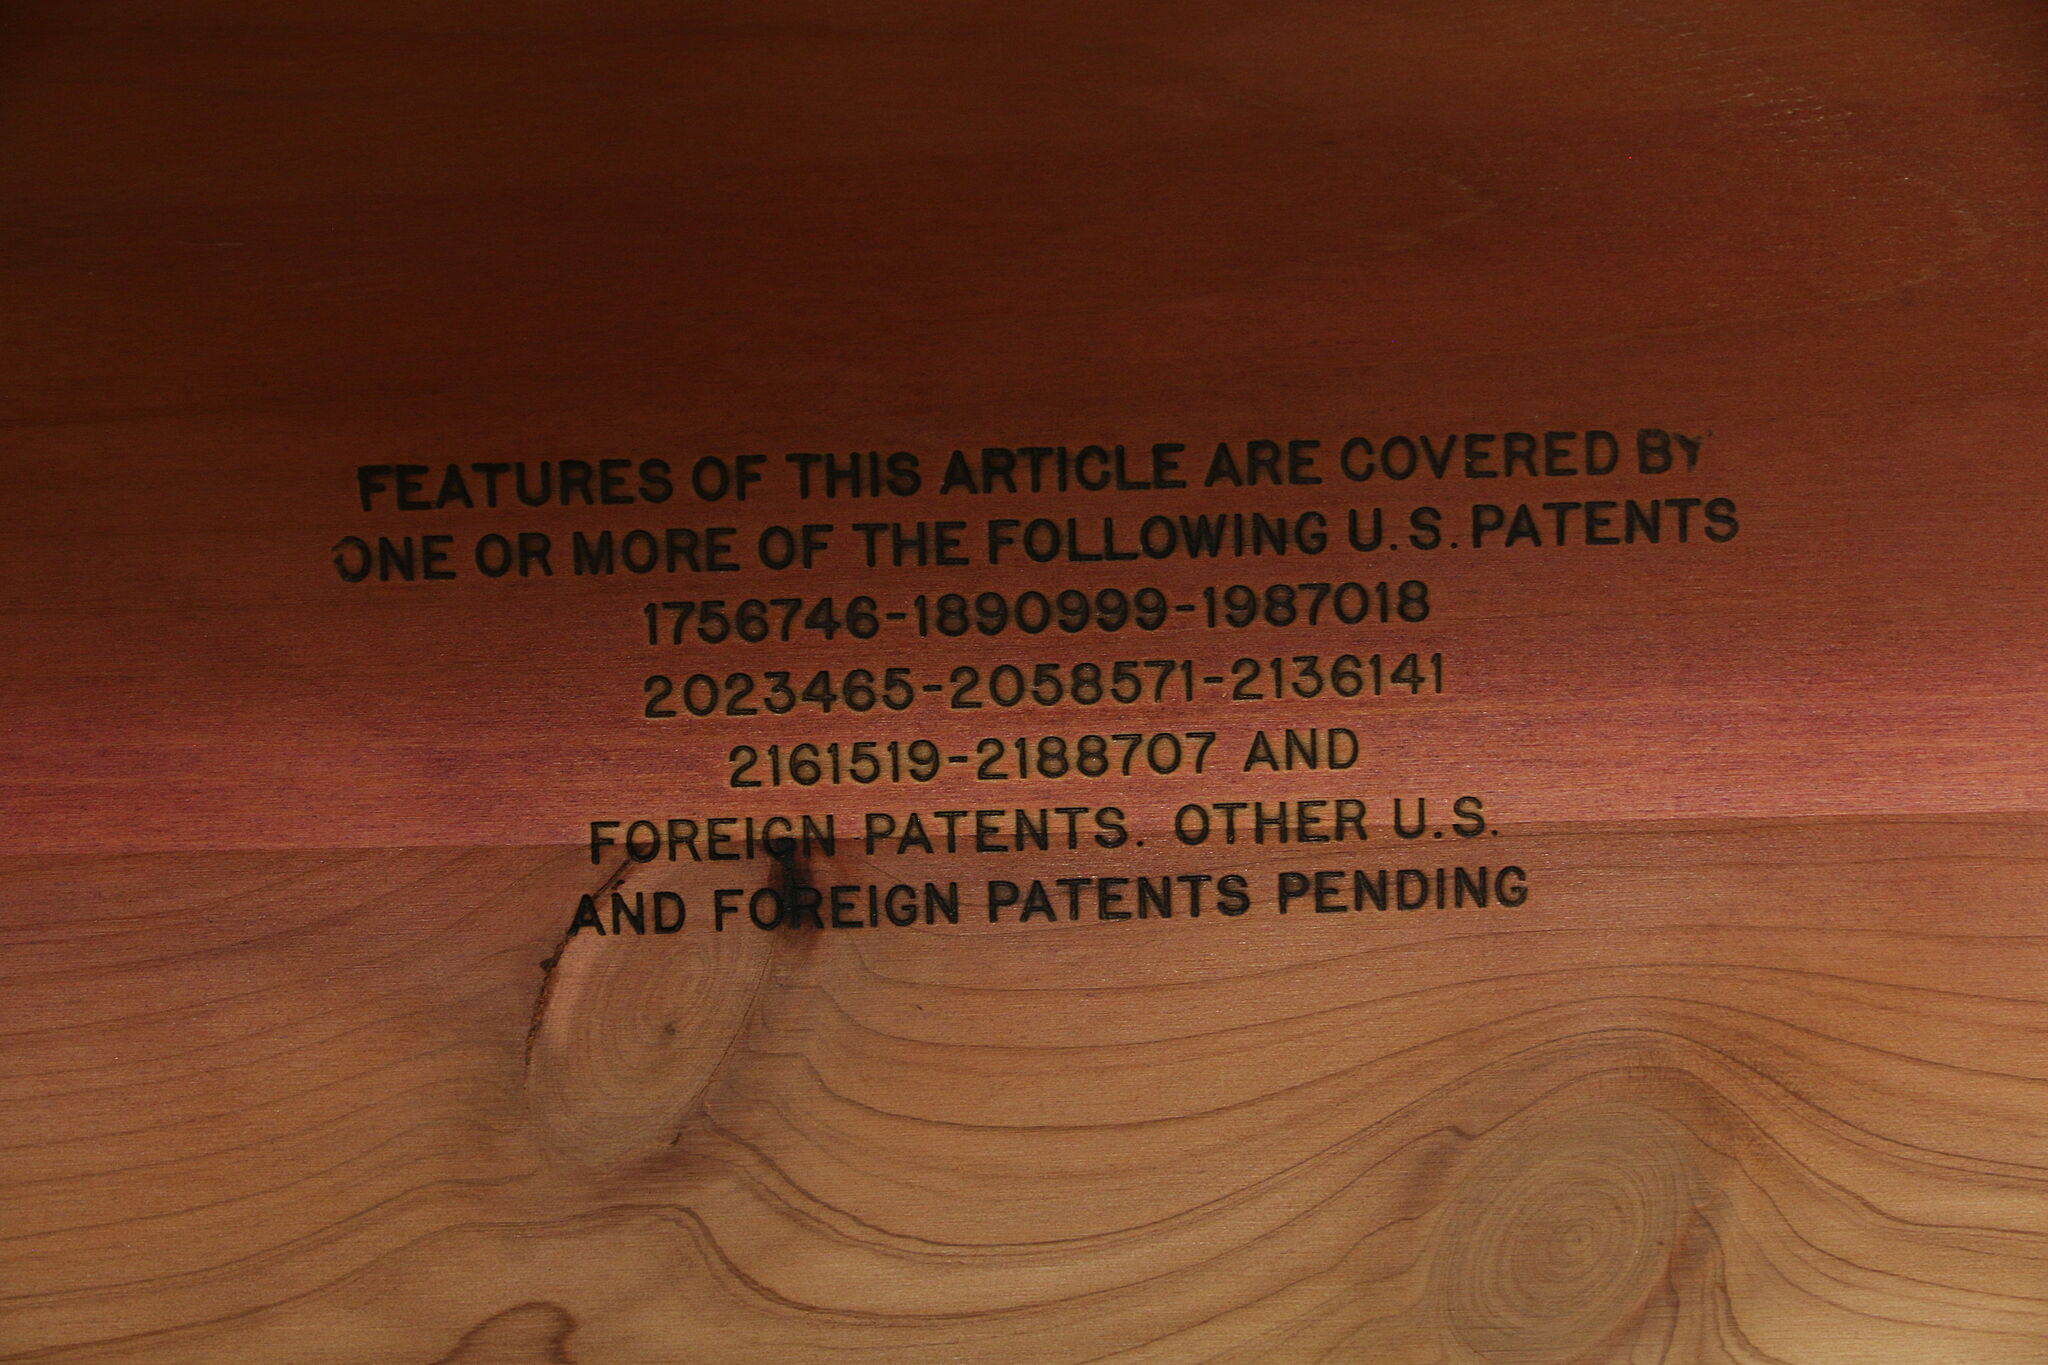 FEATURES OF THIS ARTICLE ARE COVERED BY
ONE OR MORE OF THE FOLLOWING U.S. PATENTS
1756746-1890999-1987018
2023465-2058571-2136141
2161519-2188707 AND
FOREIGN PATENTS. OTHER U.S.
AND FOREIGN PATENTS PENDING